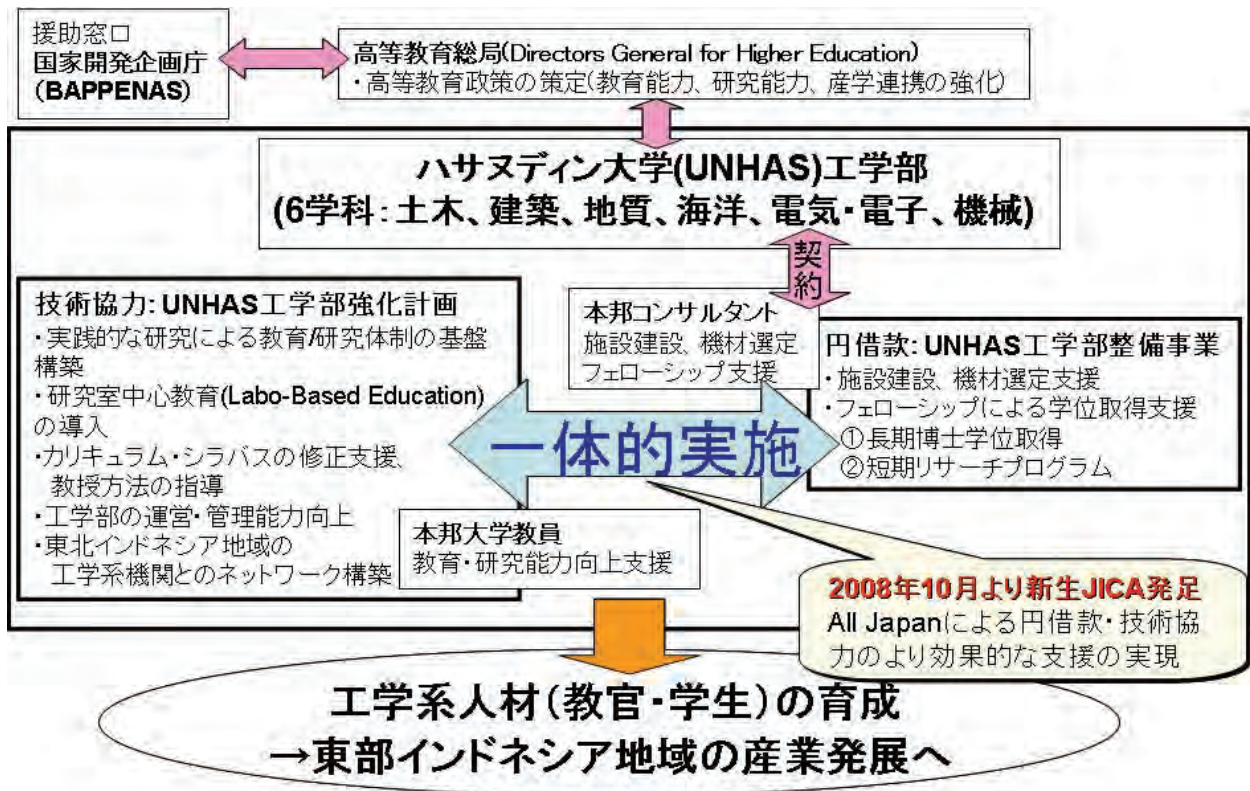 援助窓口
国家開発企画庁
(BAPPENAS)
高等教育総局(Directors General for Higher Education)
・高等教育政策の策定(教育能力、研究能力、産学連携の強化)
ハサヌディン大学(UNHAS)工学部
(6学科：土木、建築、地質、海洋、電気・電子、機械)
契約
技術協力：UNHAS工学部強化計画
・実践的な研究による教育/研究体制の基盤
構築
・研究室中心教育(Labo-Based Education)
の導入
・カリキュラム・シラバスの修正支援、
教授方法の指導
・工学部の運営・管理能力向上
・東北インドネシア地域の
工学系機関とのネットワーク構築
本邦コンサルタント
施設建設、機材選定
フェローシップ支援
円借款：UNHAS工学部整備事業
・施設建設、機材選定支援
・フェローシップによる学位取得支援
①長期博士学位取得
②短期リサーチプログラム
一体的実施
本邦大学教員
教育・研究能力向上支援
2008年10月より新生JICA発足
All Japanによる円借款・技術協
力のより効果的な支援の実現
工学系人材(教官・学生)の育成
→東部インドネシア地域の産業発展へ